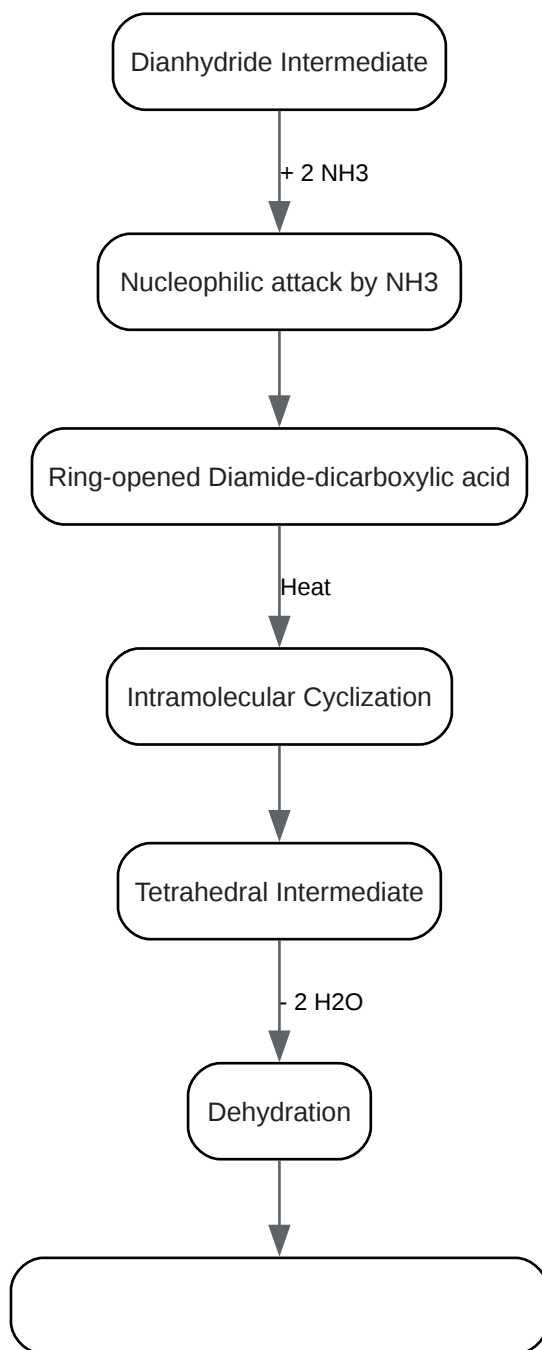 Dianhydride Intermediate
+ 2 NH3
Nucleophilic attack by NH3
Ring-opened Diamide-dicarboxylic acid
Heat
Intramolecular Cyclization
Tetrahedral Intermediate
- 2 H2O
Dehydration